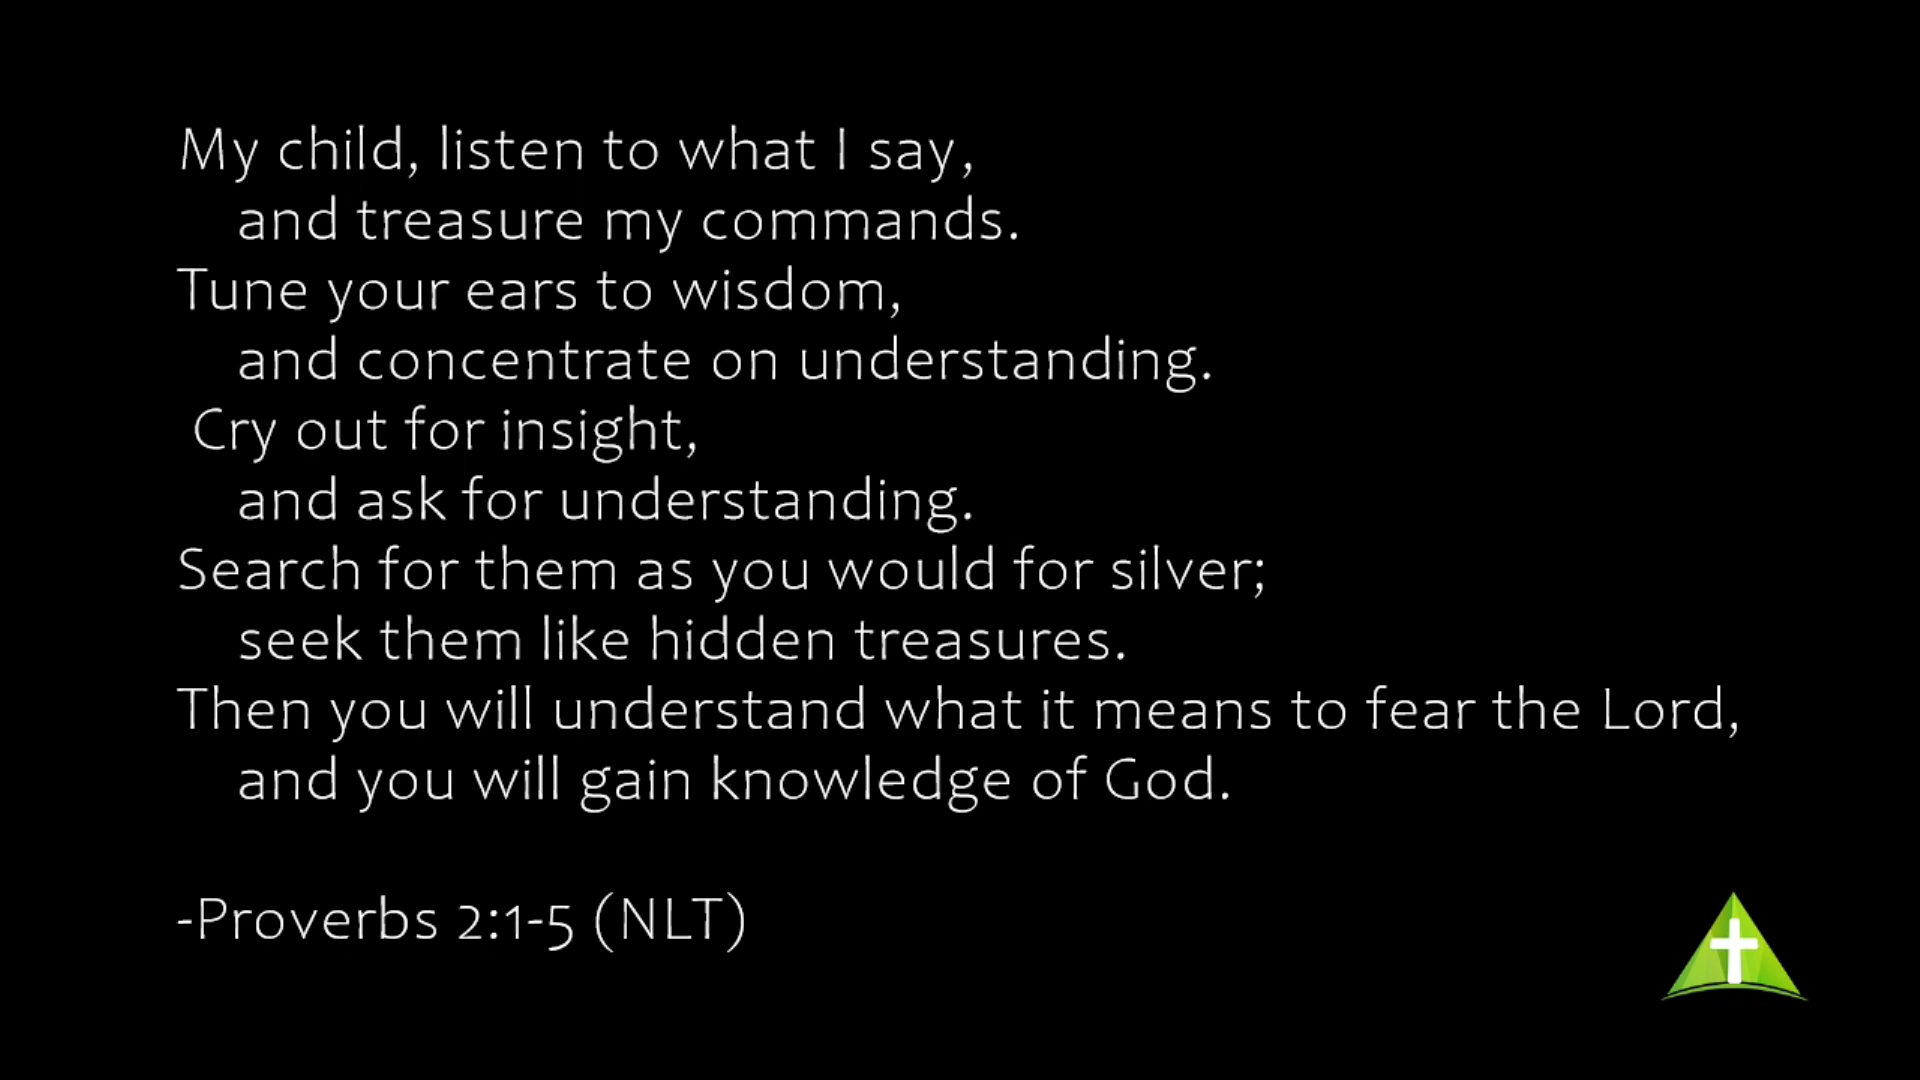 My child, listen to what I say,
and treasure my commands.
Tune your ears to wisdom,
and concentrate on understanding.
Cry out for insight,
and ask for understanding.
Search for them as you would for silver;
seek them like hidden treasures.
Then you will understand what it means to fear the Lord,
and you will gain knowledge of God.
-Proverbs 2:1-5 (NLT)